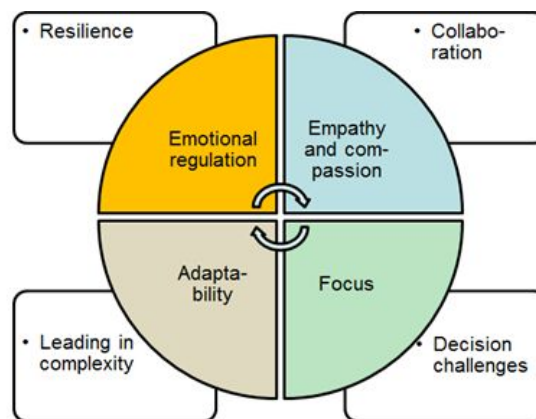 • Resilience
• Collabo-
ration
Emotional
regulation
Empathy
and com-
passion
Adapta-
bility
Focus
• Leading in
complexity
• Decision
challenges